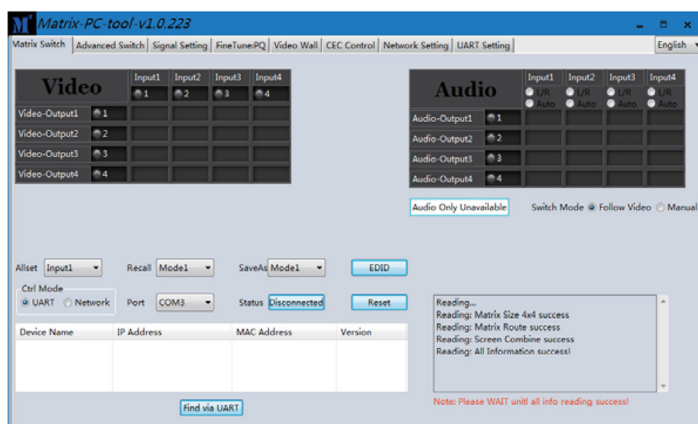 Matrix-PC-tool-v1.0.223
Matrix Switch Advanced Switch Signal Setting FineTune:PQ Video Wall CEC Control Network Setting UART Setting English
Video Input1 Input2 Input3 Input4
1 2 3 4
Video-Output1 1
Video-Output2 2
Video-Output3 3
Video-Output4 4
Audio Input1 Input2 Input3 Input4
L/R L/R L/R L/R
Auto Auto Auto Auto
Audio-Output1 1
Audio-Output2 2
Audio-Output3 3
Audio-Output4 4
Audio Only Unavailable Switch Mode Follow Video Manual
Allset Input1 Recall Mode1 SaveAs Mode1 EDID
Ctrl Mode
UART Network Port COM3 Status Disconnected Reset
Device Name IP Address MAC Address Version
Find via UART
Reading...
Reading: Matrix Size 4x4 success
Reading: Matrix Route success
Reading: Screen Combine success
Reading: All Information success!
Note: Please WAIT unitl all info reading success!